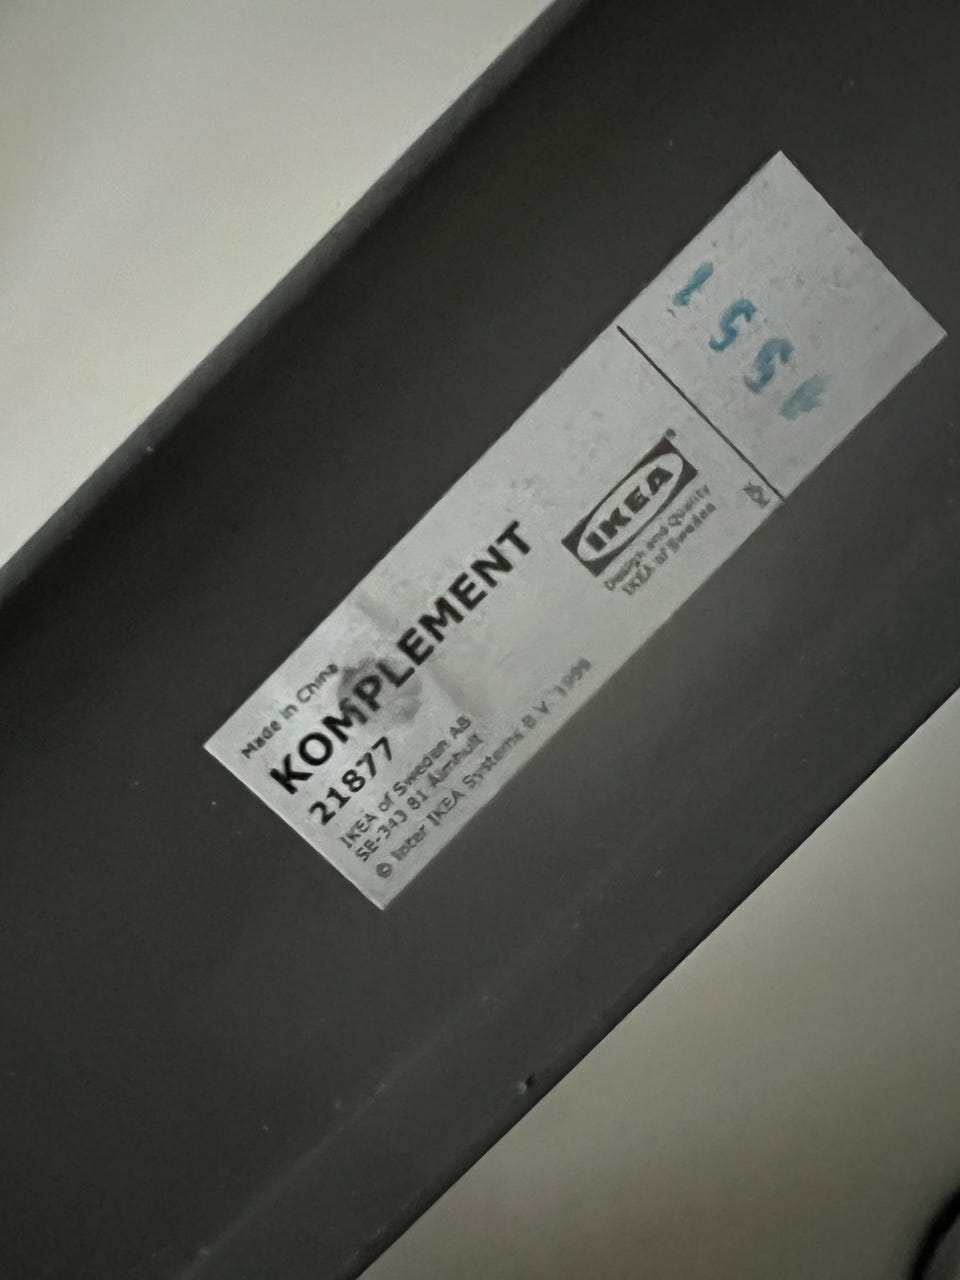 Made in China
KOMPLEMENT
21877
IKEA of Sweden AB
SE-343 81 Älmhult
© Inter IKEA Systems B.V. 1999
IKEA
Design and Quality
IKEA of Sweden